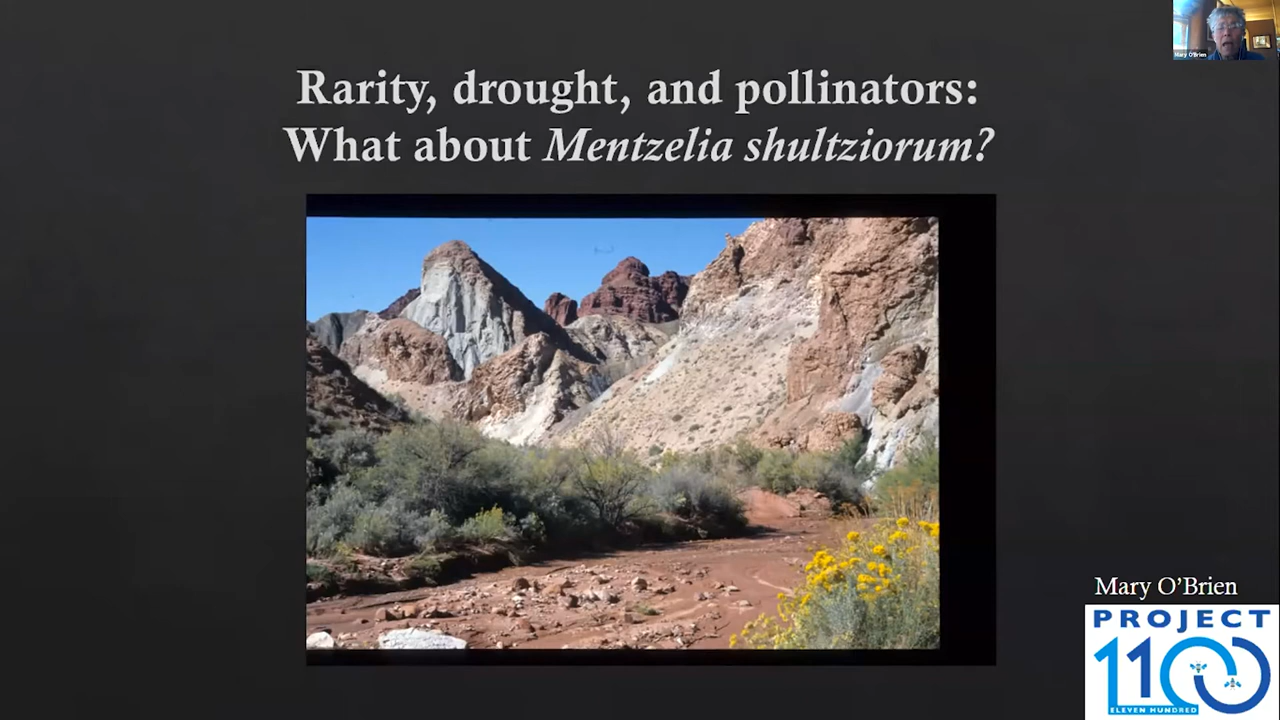 Mary O'Brien
Rarity, drought, and pollinators:
What about Mentzelia shultziorum?
Mary O'Brien
PROJECT
1100
ELEVEN HUNDRED